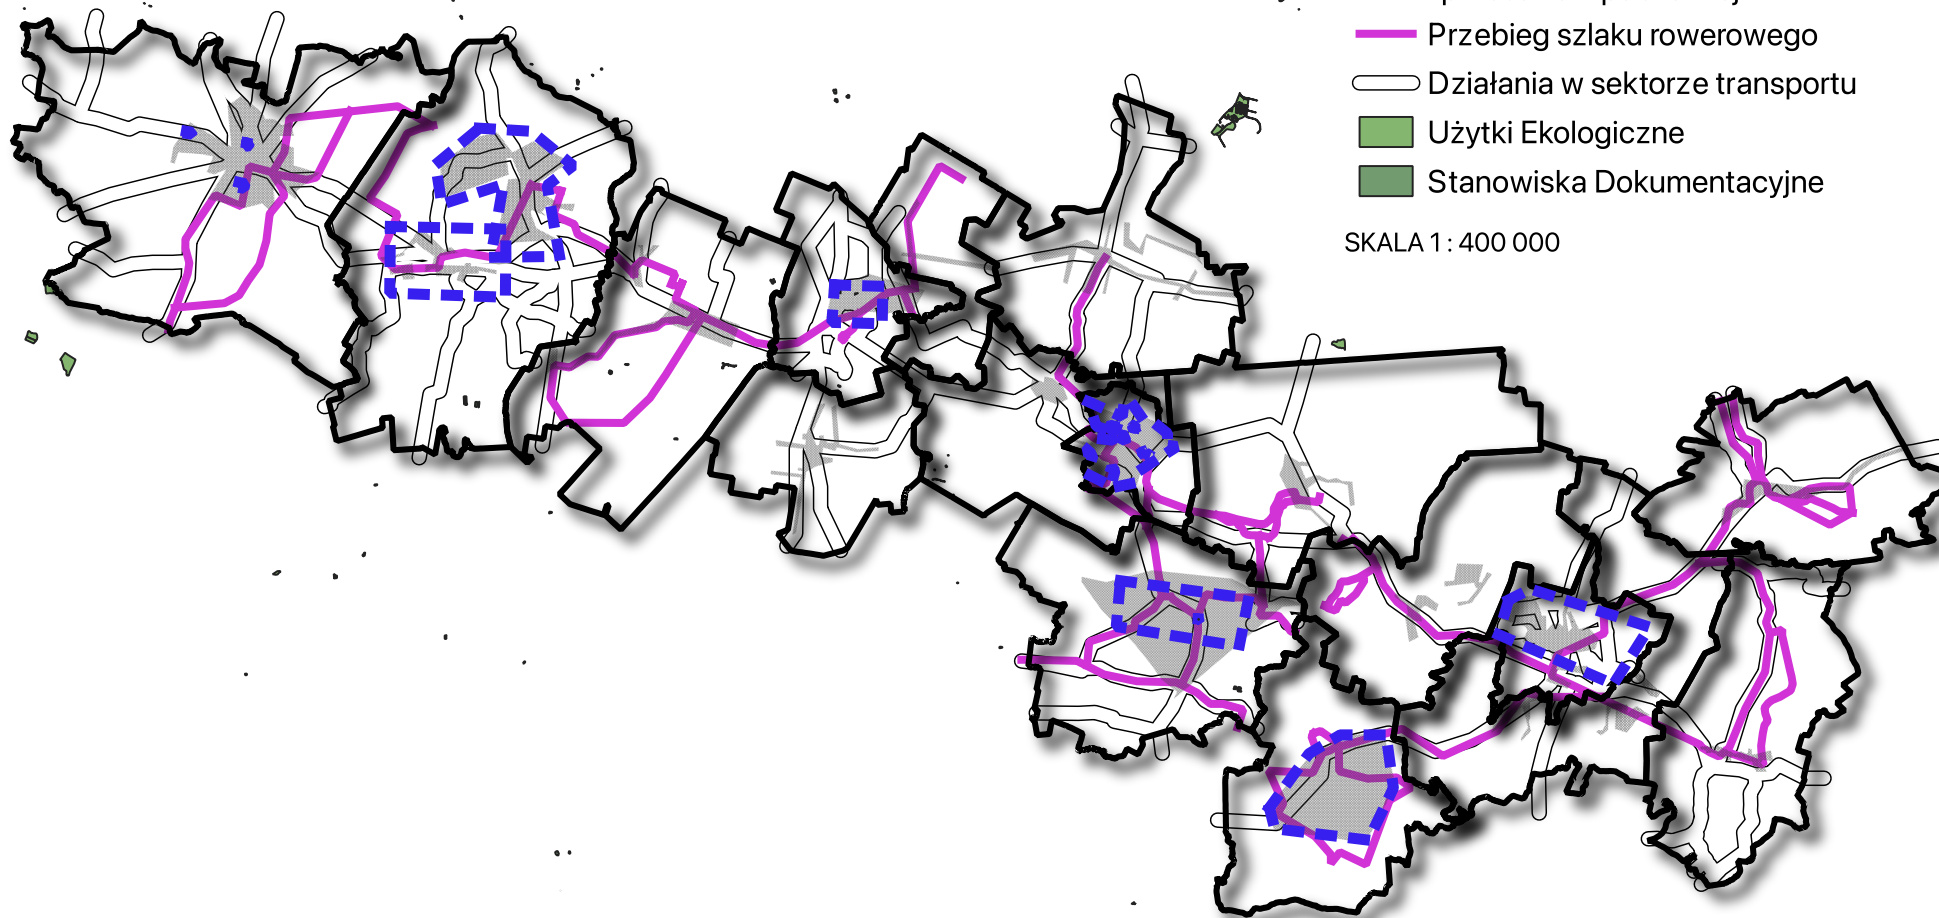 Przebieg szlaku rowerowego
Działania w sektorze transportu
Użytki Ekologiczne
Stanowiska Dokumentacyjne
SKALA 1 : 400 000